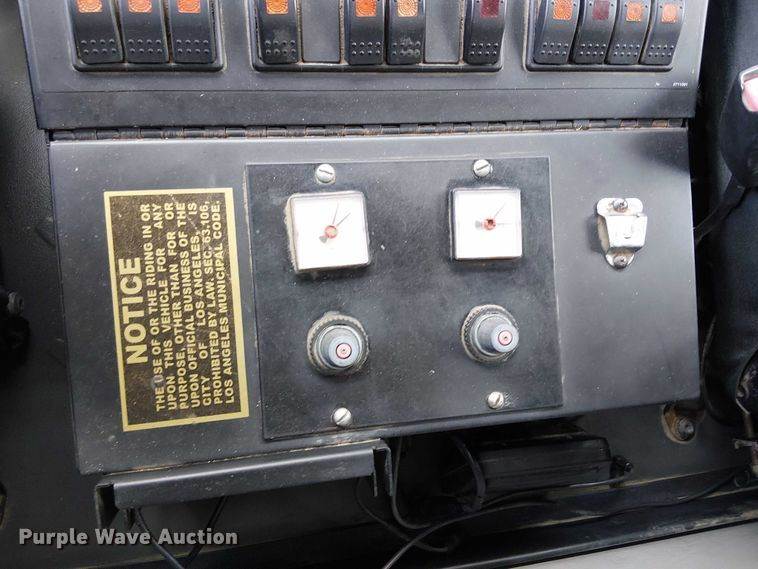 NOTICE
THE USE OF OR THE RIDING IN OR
UPON THIS VEHICLE FOR ANY
PURPOSE, OTHER THAN FOR OR
UPON OFFICIAL BUSINESS OF THE
CITY OF LOS ANGELES, IS
PROHIBITED BY LAW. SEC. 63.106,
LOS ANGELES MUNICIPAL CODE.
Purple Wave Auction